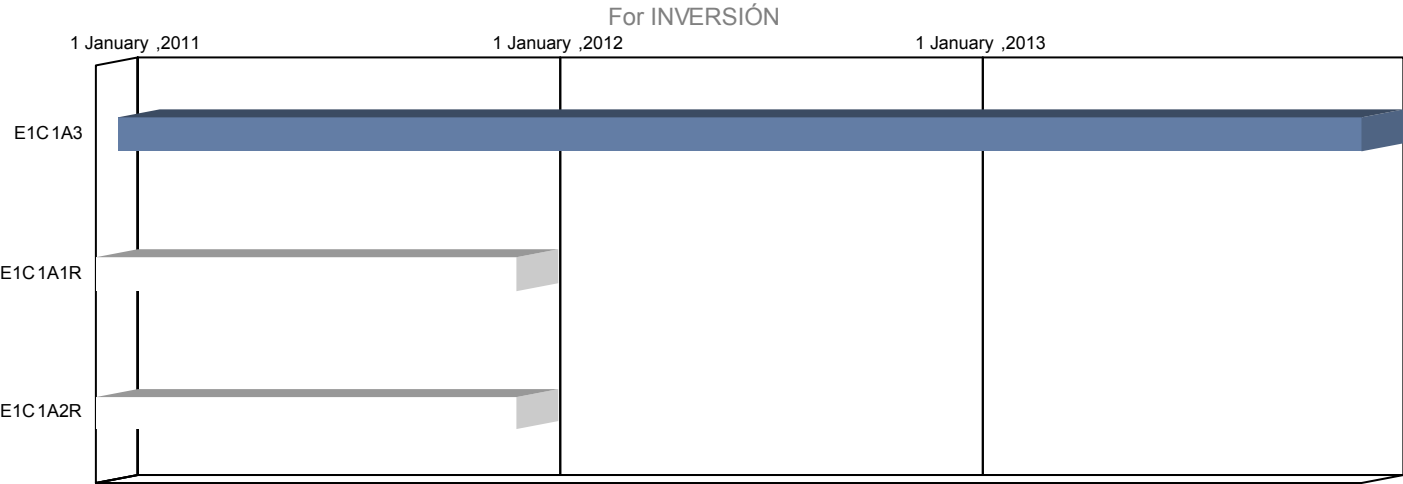 For INVERSIÓN
1 January ,2011 1 January ,2012 1 January ,2013
E1C1A3
E1C1A1R
E1C1A2R